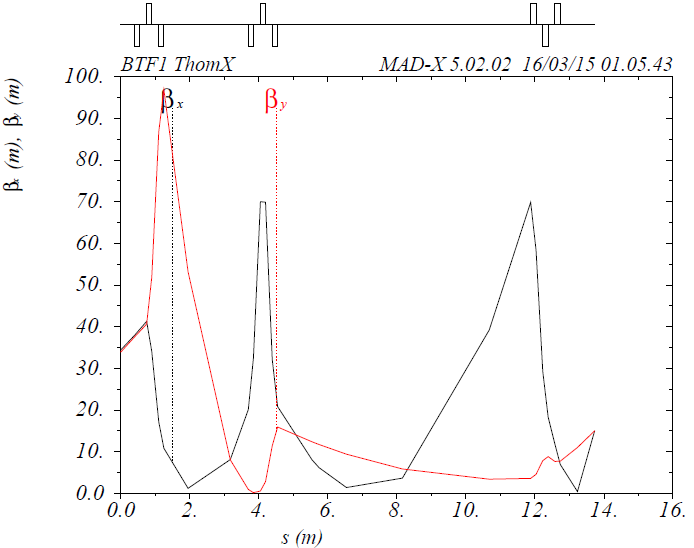 BTF1 ThomX MAD-X 5.02.02 16/03/15 01.05.43
100.
90.
80.
70.
60.
50.
40.
30.
20.
10.
0.0
βx (m), βy (m)
βx
βy
0.0 2. 4. 6. 8. 10. 12. 14. 16.
s (m)